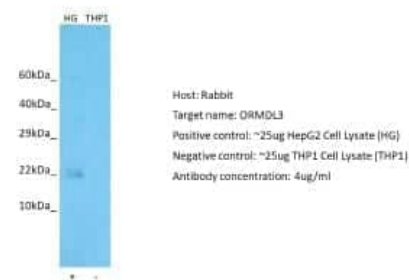 HG THP1
60kDa_
40kDa_
29kDa_
22kDa_
10kDa_
+ -
Host: Rabbit
Target name: ORMDL3
Positive control: ~25ug HepG2 Cell Lysate (HG)
Negative control: ~25ug THP1 Cell Lysate (THP1)
Antibody concentration: 4ug/ml